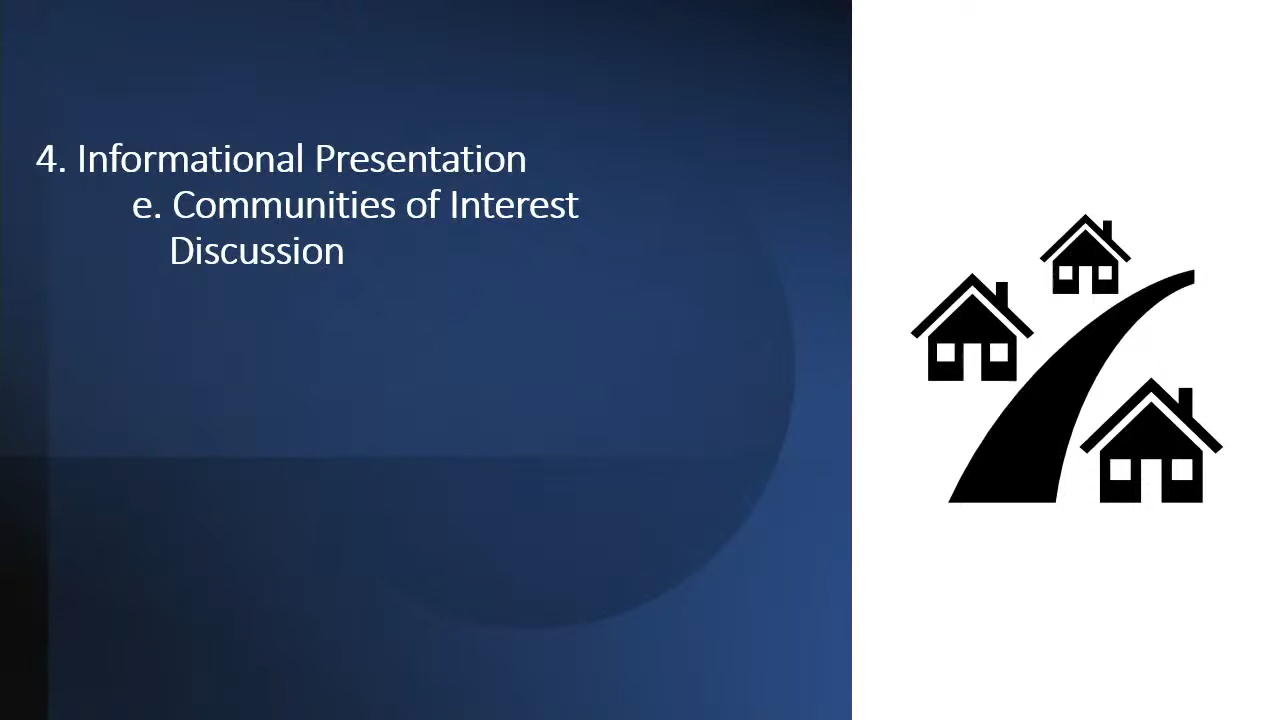 4. Informational Presentation
e. Communities of Interest
Discussion